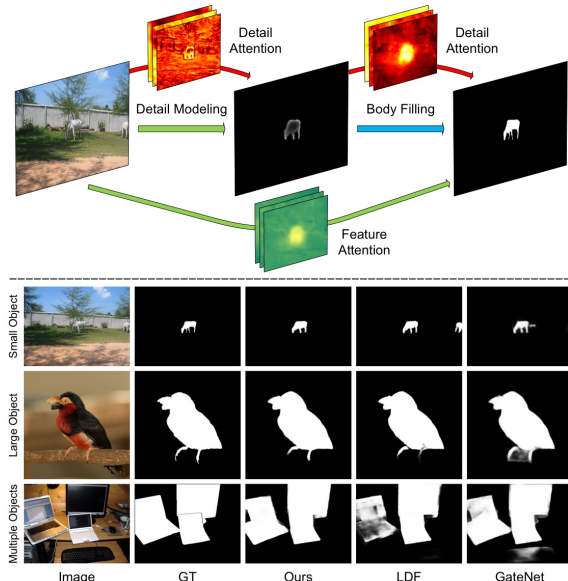 Detail
Attention
Detail
Attention
Detail Modeling
Body Filling
Feature
Attention
Small Object
Large Object
Multiple Objects
Image
GT
Ours
LDF
GateNet